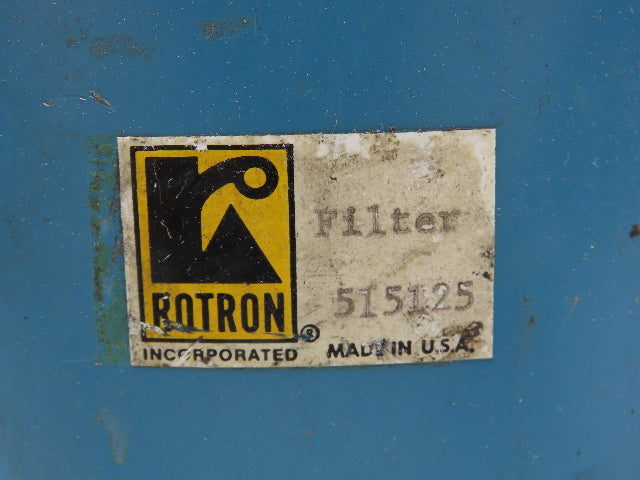 Filter
515125
ROTRON®
INCORPORATED MADE IN U.S.A.